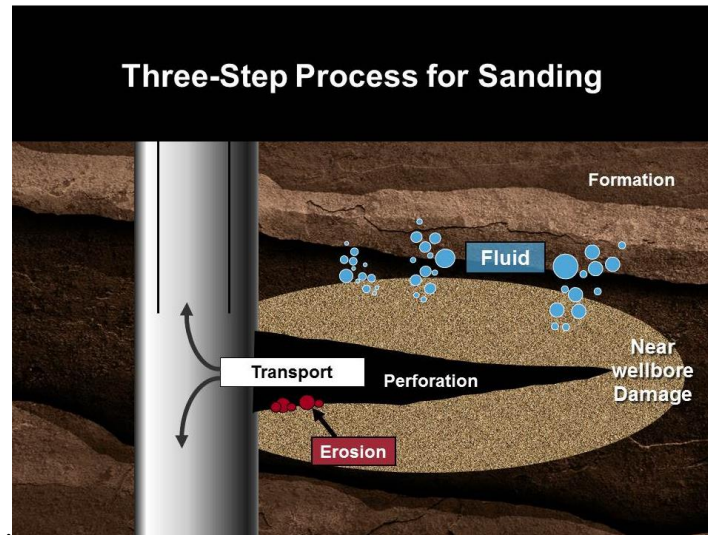 Three-Step Process for Sanding
Formation
Fluid
Near
wellbore
Damage
Transport
Perforation
Erosion